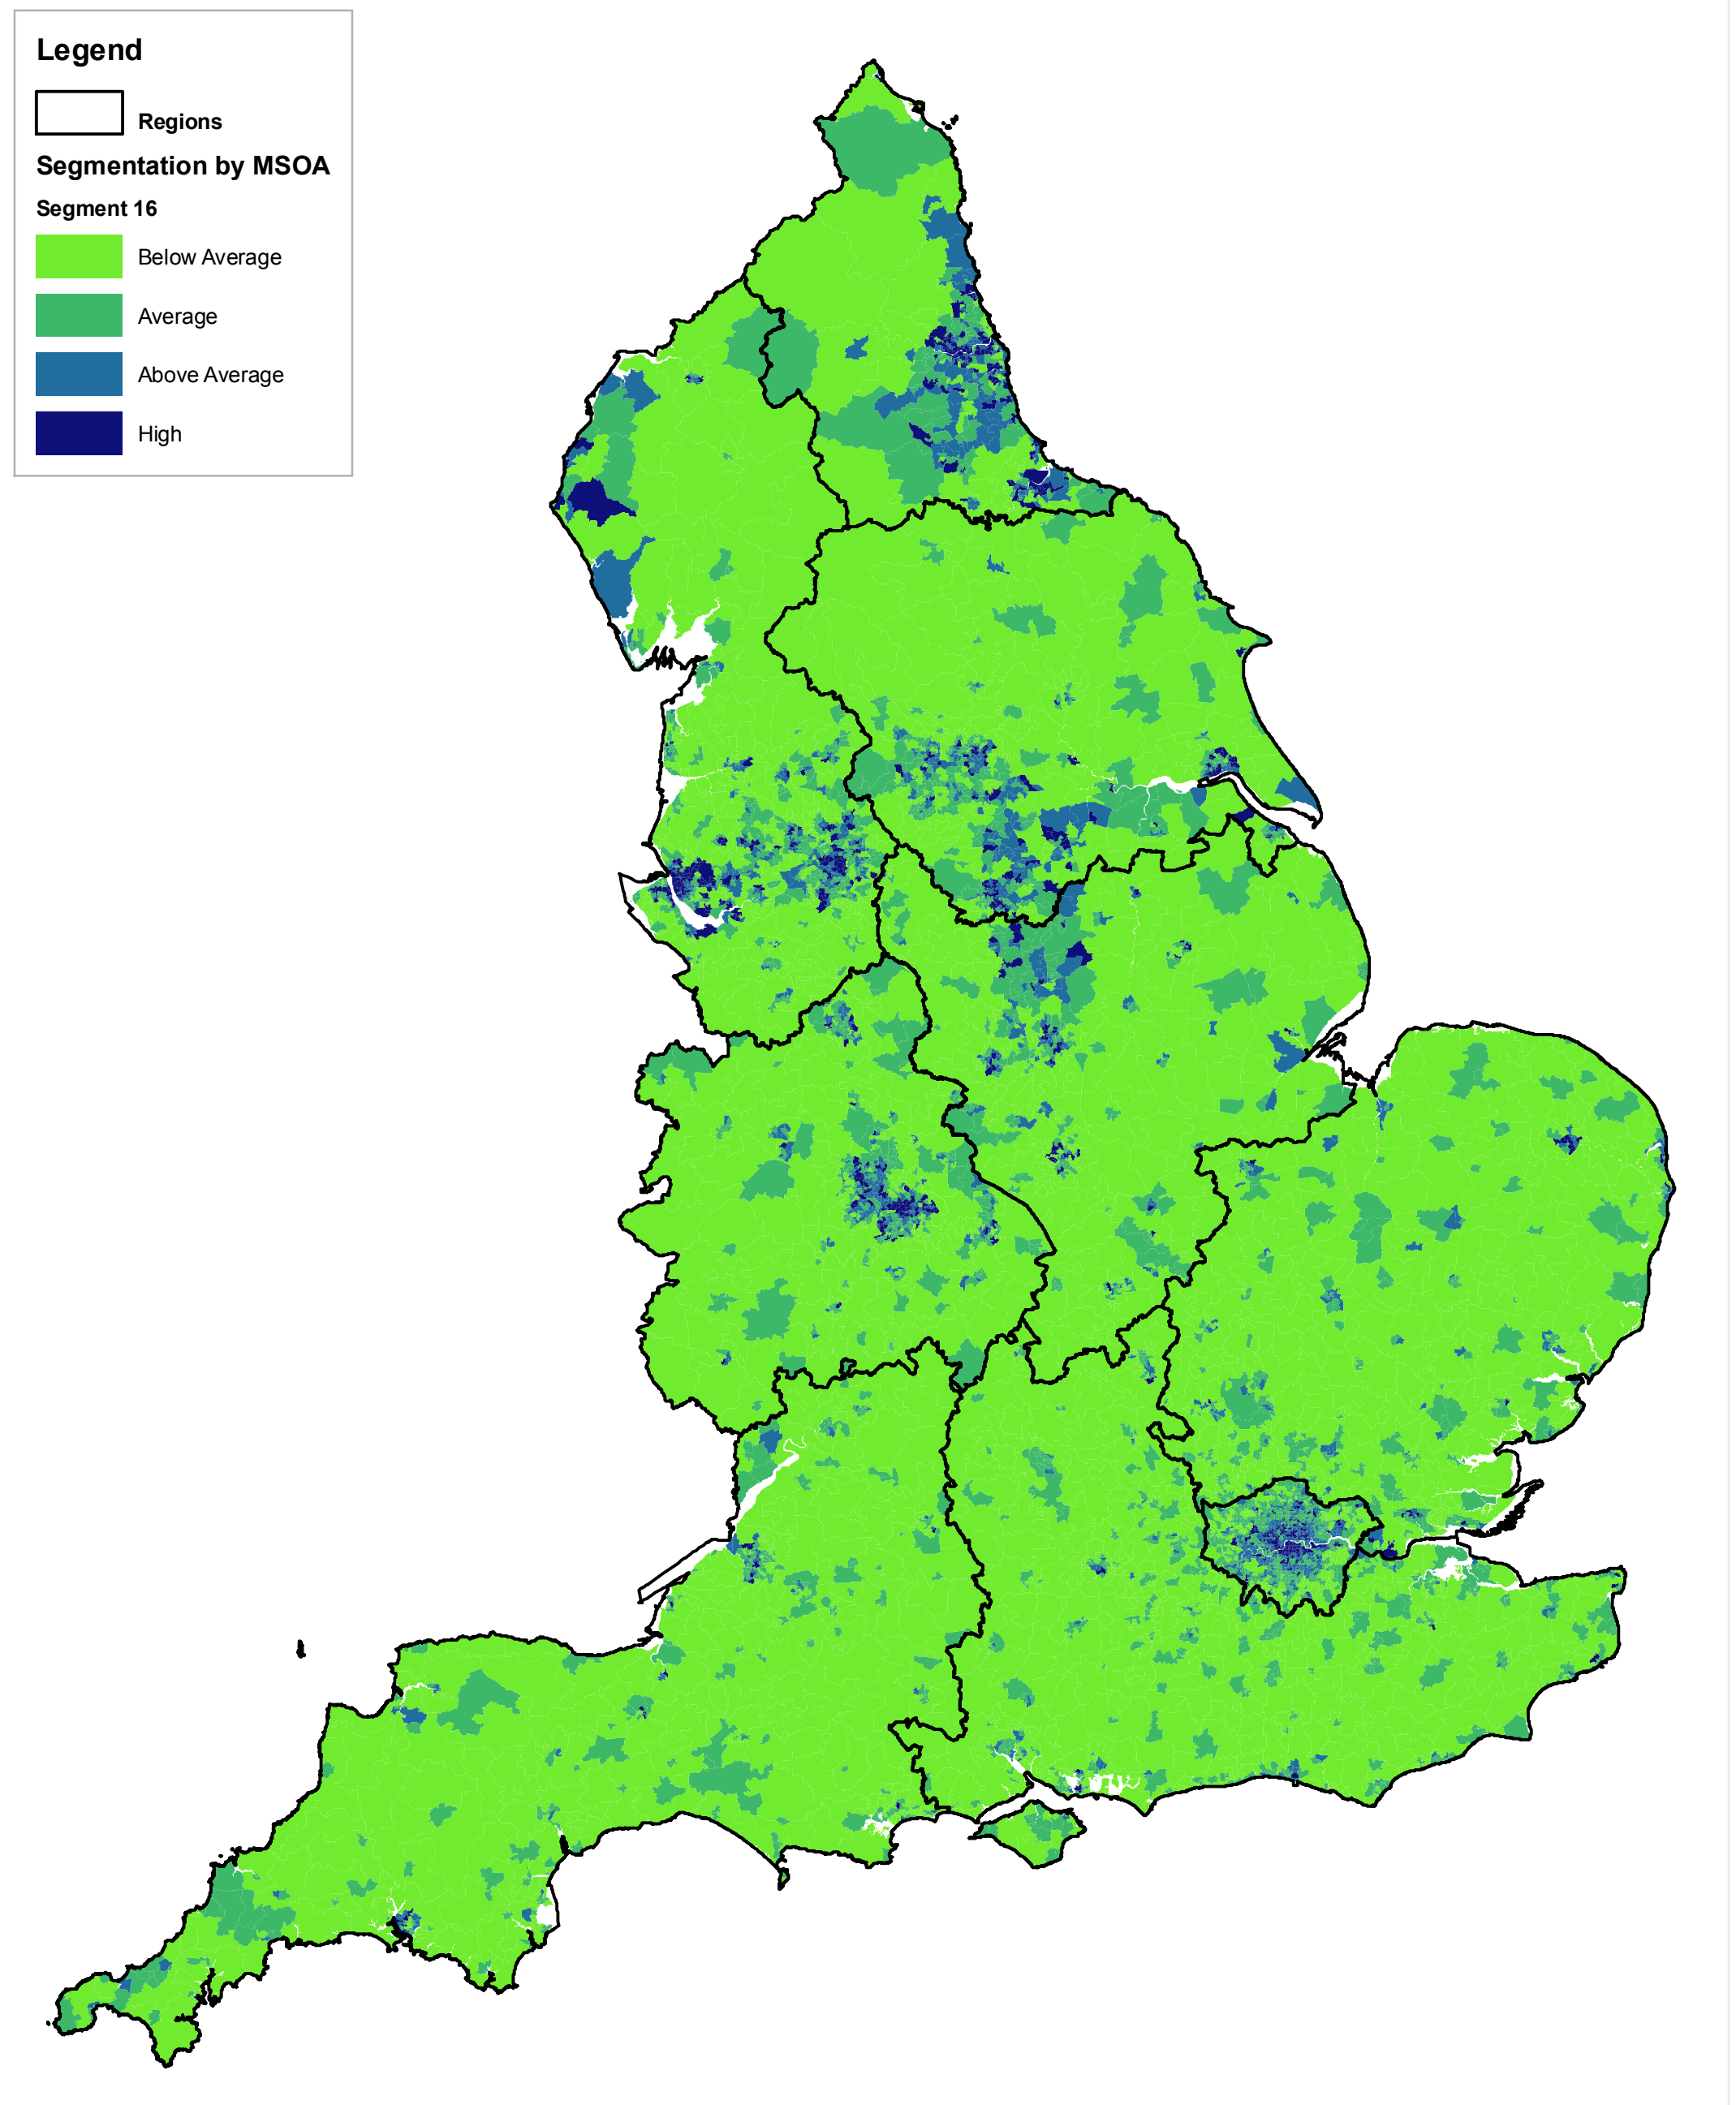 Legend
Regions
Segmentation by MSOA
Segment 16
Below Average
Average
Above Average
High